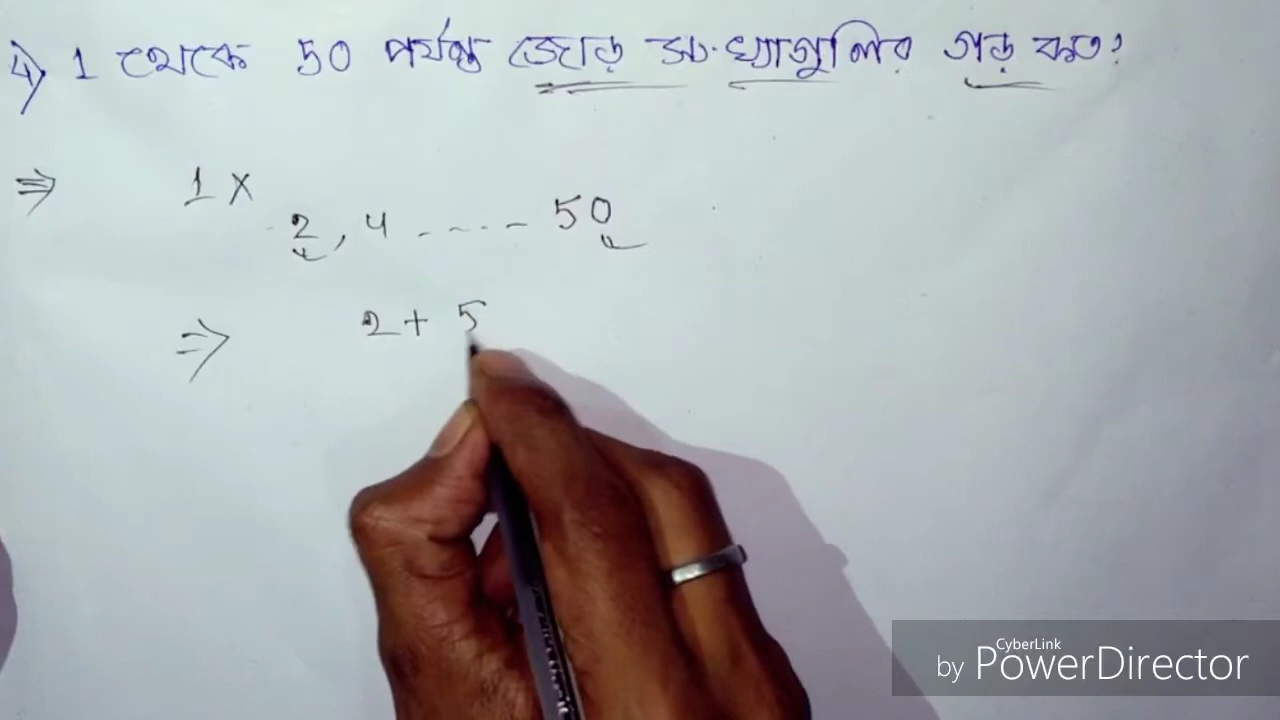 4) 1 থেকে 50 পর্যন্ত জোড় সংখ্যাগুলির গড় কত?
⇒ 1 X
2, 4 ----- 50
⇒ 2 + 5
CyberLink
by PowerDirector